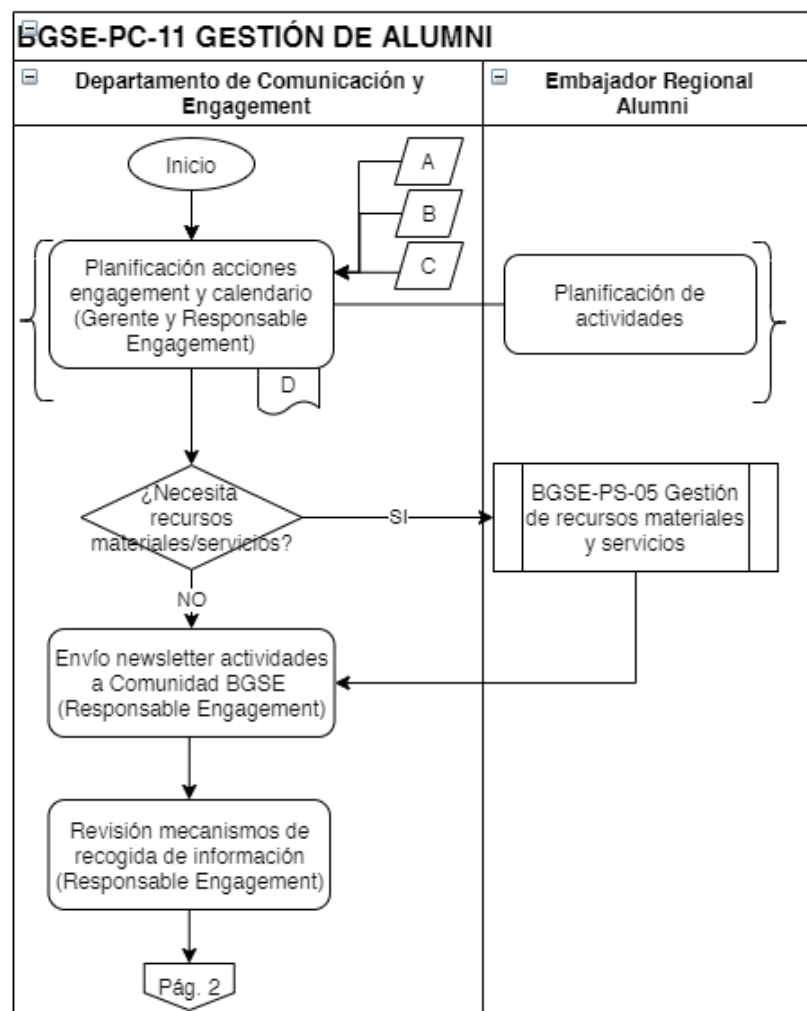 BGSE-PC-11 GESTIÓN DE ALUMNI
Departamento de Comunicación y
Engagement
Embajador Regional
Alumni
Inicio
A
B
C
Planificación acciones
engagement y calendario
(Gerente y Responsable
Engagement)
Planificación de
actividades
D
¿Necesita
recursos
materiales/servicios?
SI
BGSE-PS-05 Gestión
de recursos materiales
y servicios
NO
Envío newsletter actividades
a Comunidad BGSE
(Responsable Engagement)
Revisión mecanismos de
recogida de información
(Responsable Engagement)
Pág. 2